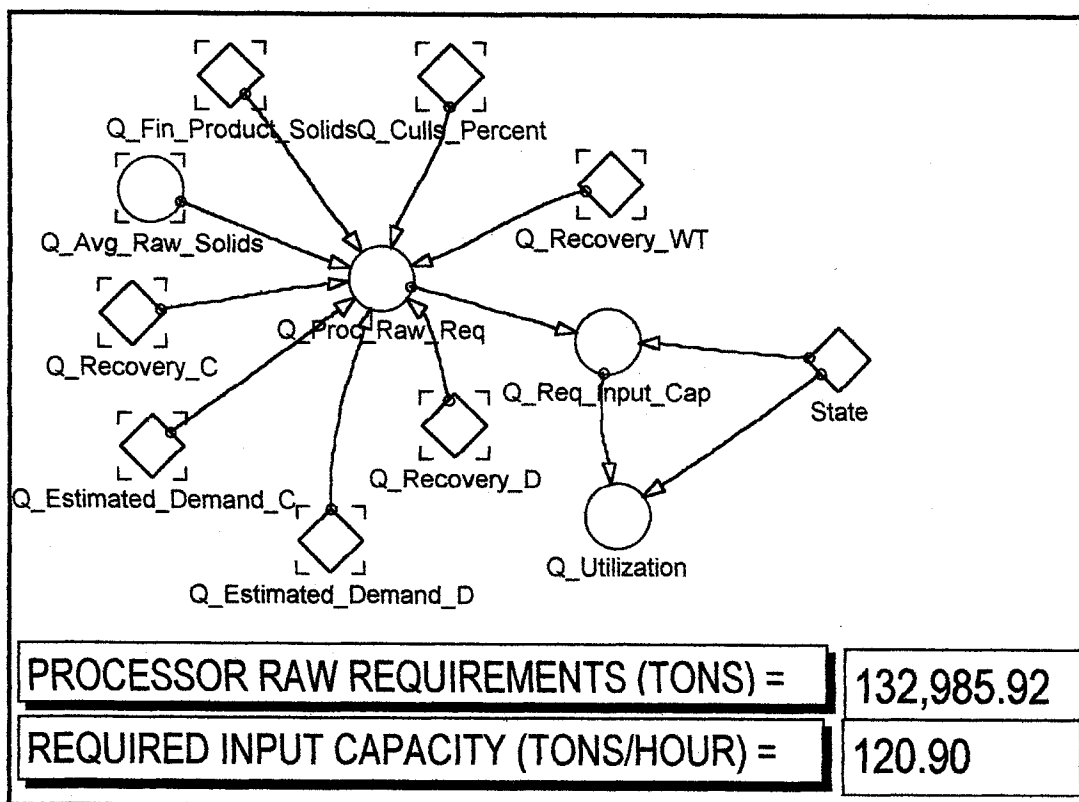 Q_Fin_Product_Solids Q_Culls_Percent
Q_Avg_Raw_Solids
Q_Recovery_WT
Q_Proc_Raw_Req
Q_Recovery_C
Q_Req_Input_Cap
State
Q_Recovery_D
Q_Estimated_Demand_C
Q_Utilization
Q_Estimated_Demand_D
PROCESSOR RAW REQUIREMENTS (TONS) = 132,985.92
REQUIRED INPUT CAPACITY (TONS/HOUR) = 120.90